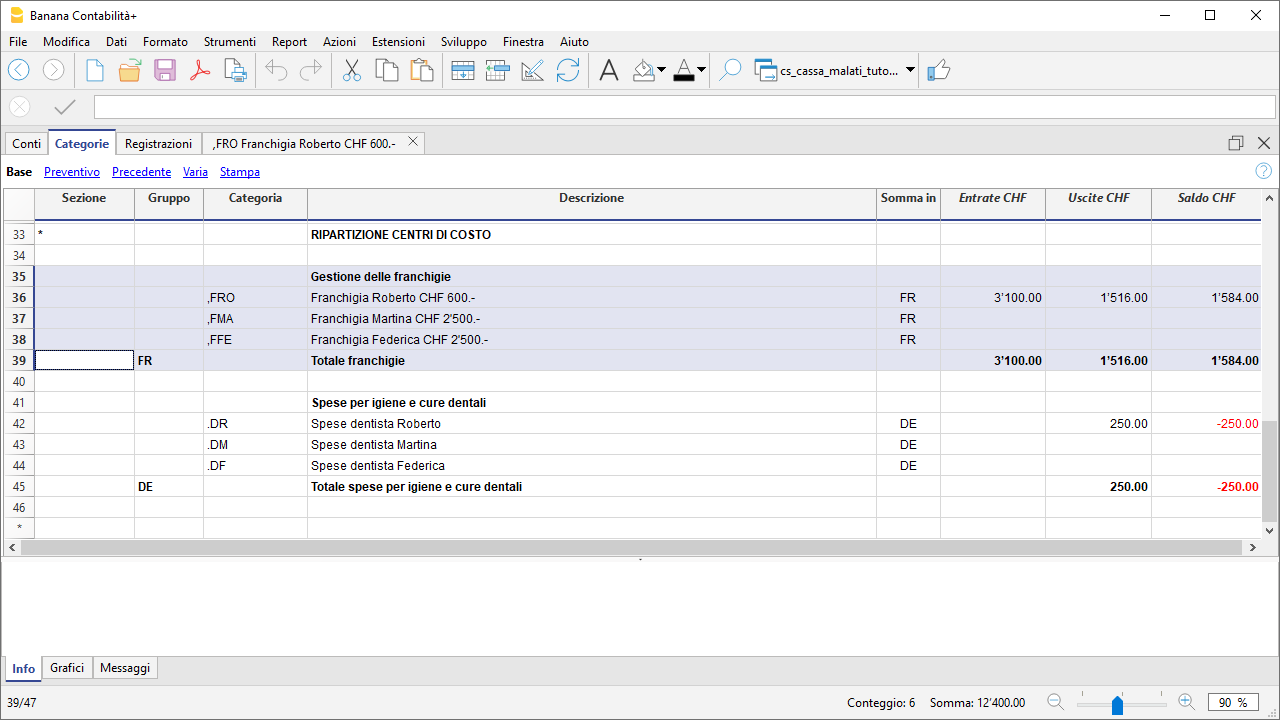 Banana Contabilità+
File Modifica Dati Formato Strumenti Report Azioni Estensioni Sviluppo Finestra Aiuto
cs_cassa_malati_tuto...
Conti Categorie Registrazioni ,FRO Franchigia Roberto CHF 600.-
Base Preventivo Precedente Varia Stampa
Sezione Gruppo Categoria Descrizione Somma in Entrate CHF Uscite CHF Saldo CHF
33 * RIPARTIZIONE CENTRI DI COSTO
34
35 Gestione delle franchigie
36 ,FRO Franchigia Roberto CHF 600.- FR 3'100.00 1'516.00 1'584.00
37 ,FMA Franchigia Martina CHF 2'500.- FR
38 ,FFE Franchigia Federica CHF 2'500.- FR
39 FR Totale franchigie 3'100.00 1'516.00 1'584.00
40
41 Spese per igiene e cure dentali
42 .DR Spese dentista Roberto DE 250.00 -250.00
43 .DM Spese dentista Martina DE
44 .DF Spese dentista Federica DE
45 DE Totale spese per igiene e cure dentali 250.00 -250.00
46
*
Info Grafici Messaggi
39/47 Conteggio: 6 Somma: 12'400.00 90 %